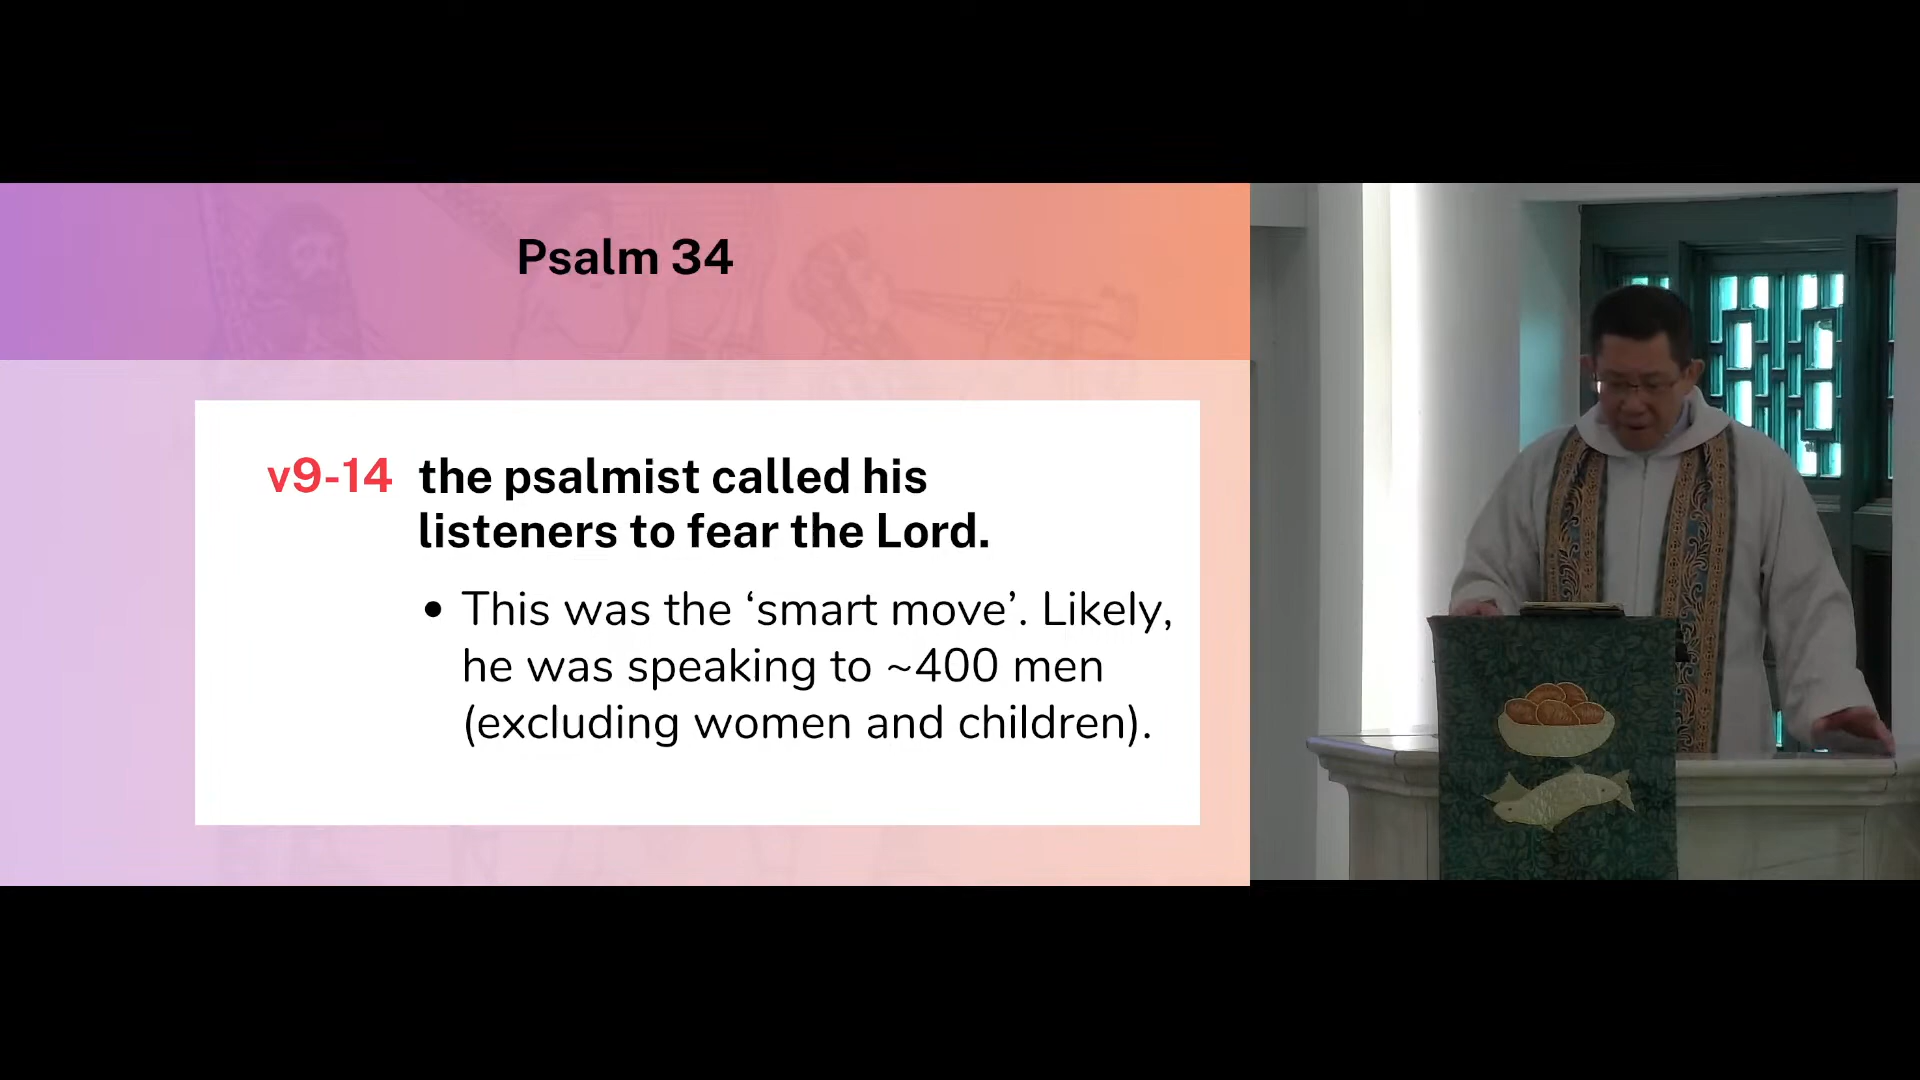 Psalm 34
v9-14 the psalmist called his
listeners to fear the Lord.
• This was the ‘smart move’. Likely,
he was speaking to ~400 men
(excluding women and children).